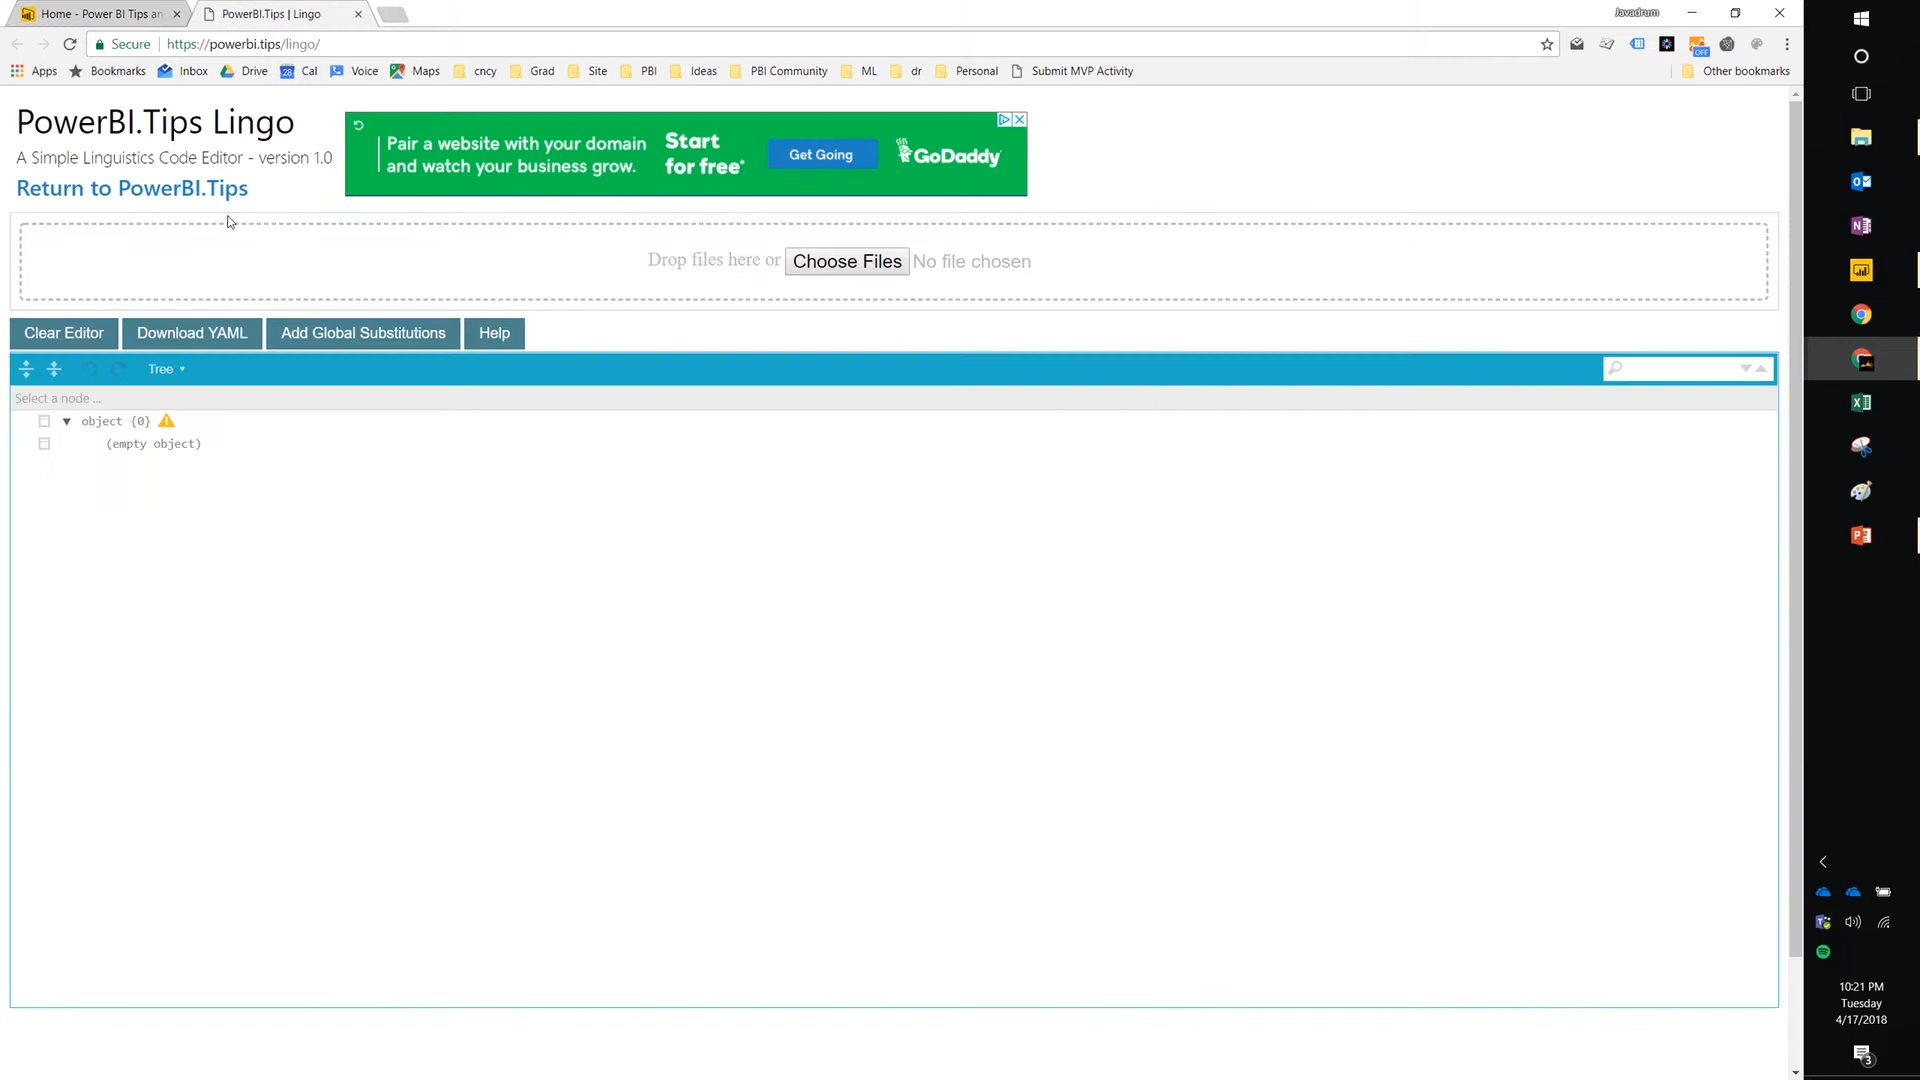 Home - Power BI Tips an
PowerBI.Tips | Lingo
Javadrum
Secure
https://powerbi.tips/lingo/
OFF
Apps
Bookmarks
Inbox
Drive
28
Cal
Voice
Maps
cncy
Grad
Site
PBI
Ideas
PBI Community
ML
dr
Personal
Submit MVP Activity
Other bookmarks
PowerBI.Tips Lingo
A Simple Linguistics Code Editor - version 1.0
Return to PowerBI.Tips
Pair a website with your domain
and watch your business grow.
Start
for free*
Get Going
GoDaddy
Drop files here or
Choose Files
No file chosen
Clear Editor
Download YAML
Add Global Substitutions
Help
Tree
Select a node ...
object {0}
(empty object)
10:21 PM
Tuesday
4/17/2018
3